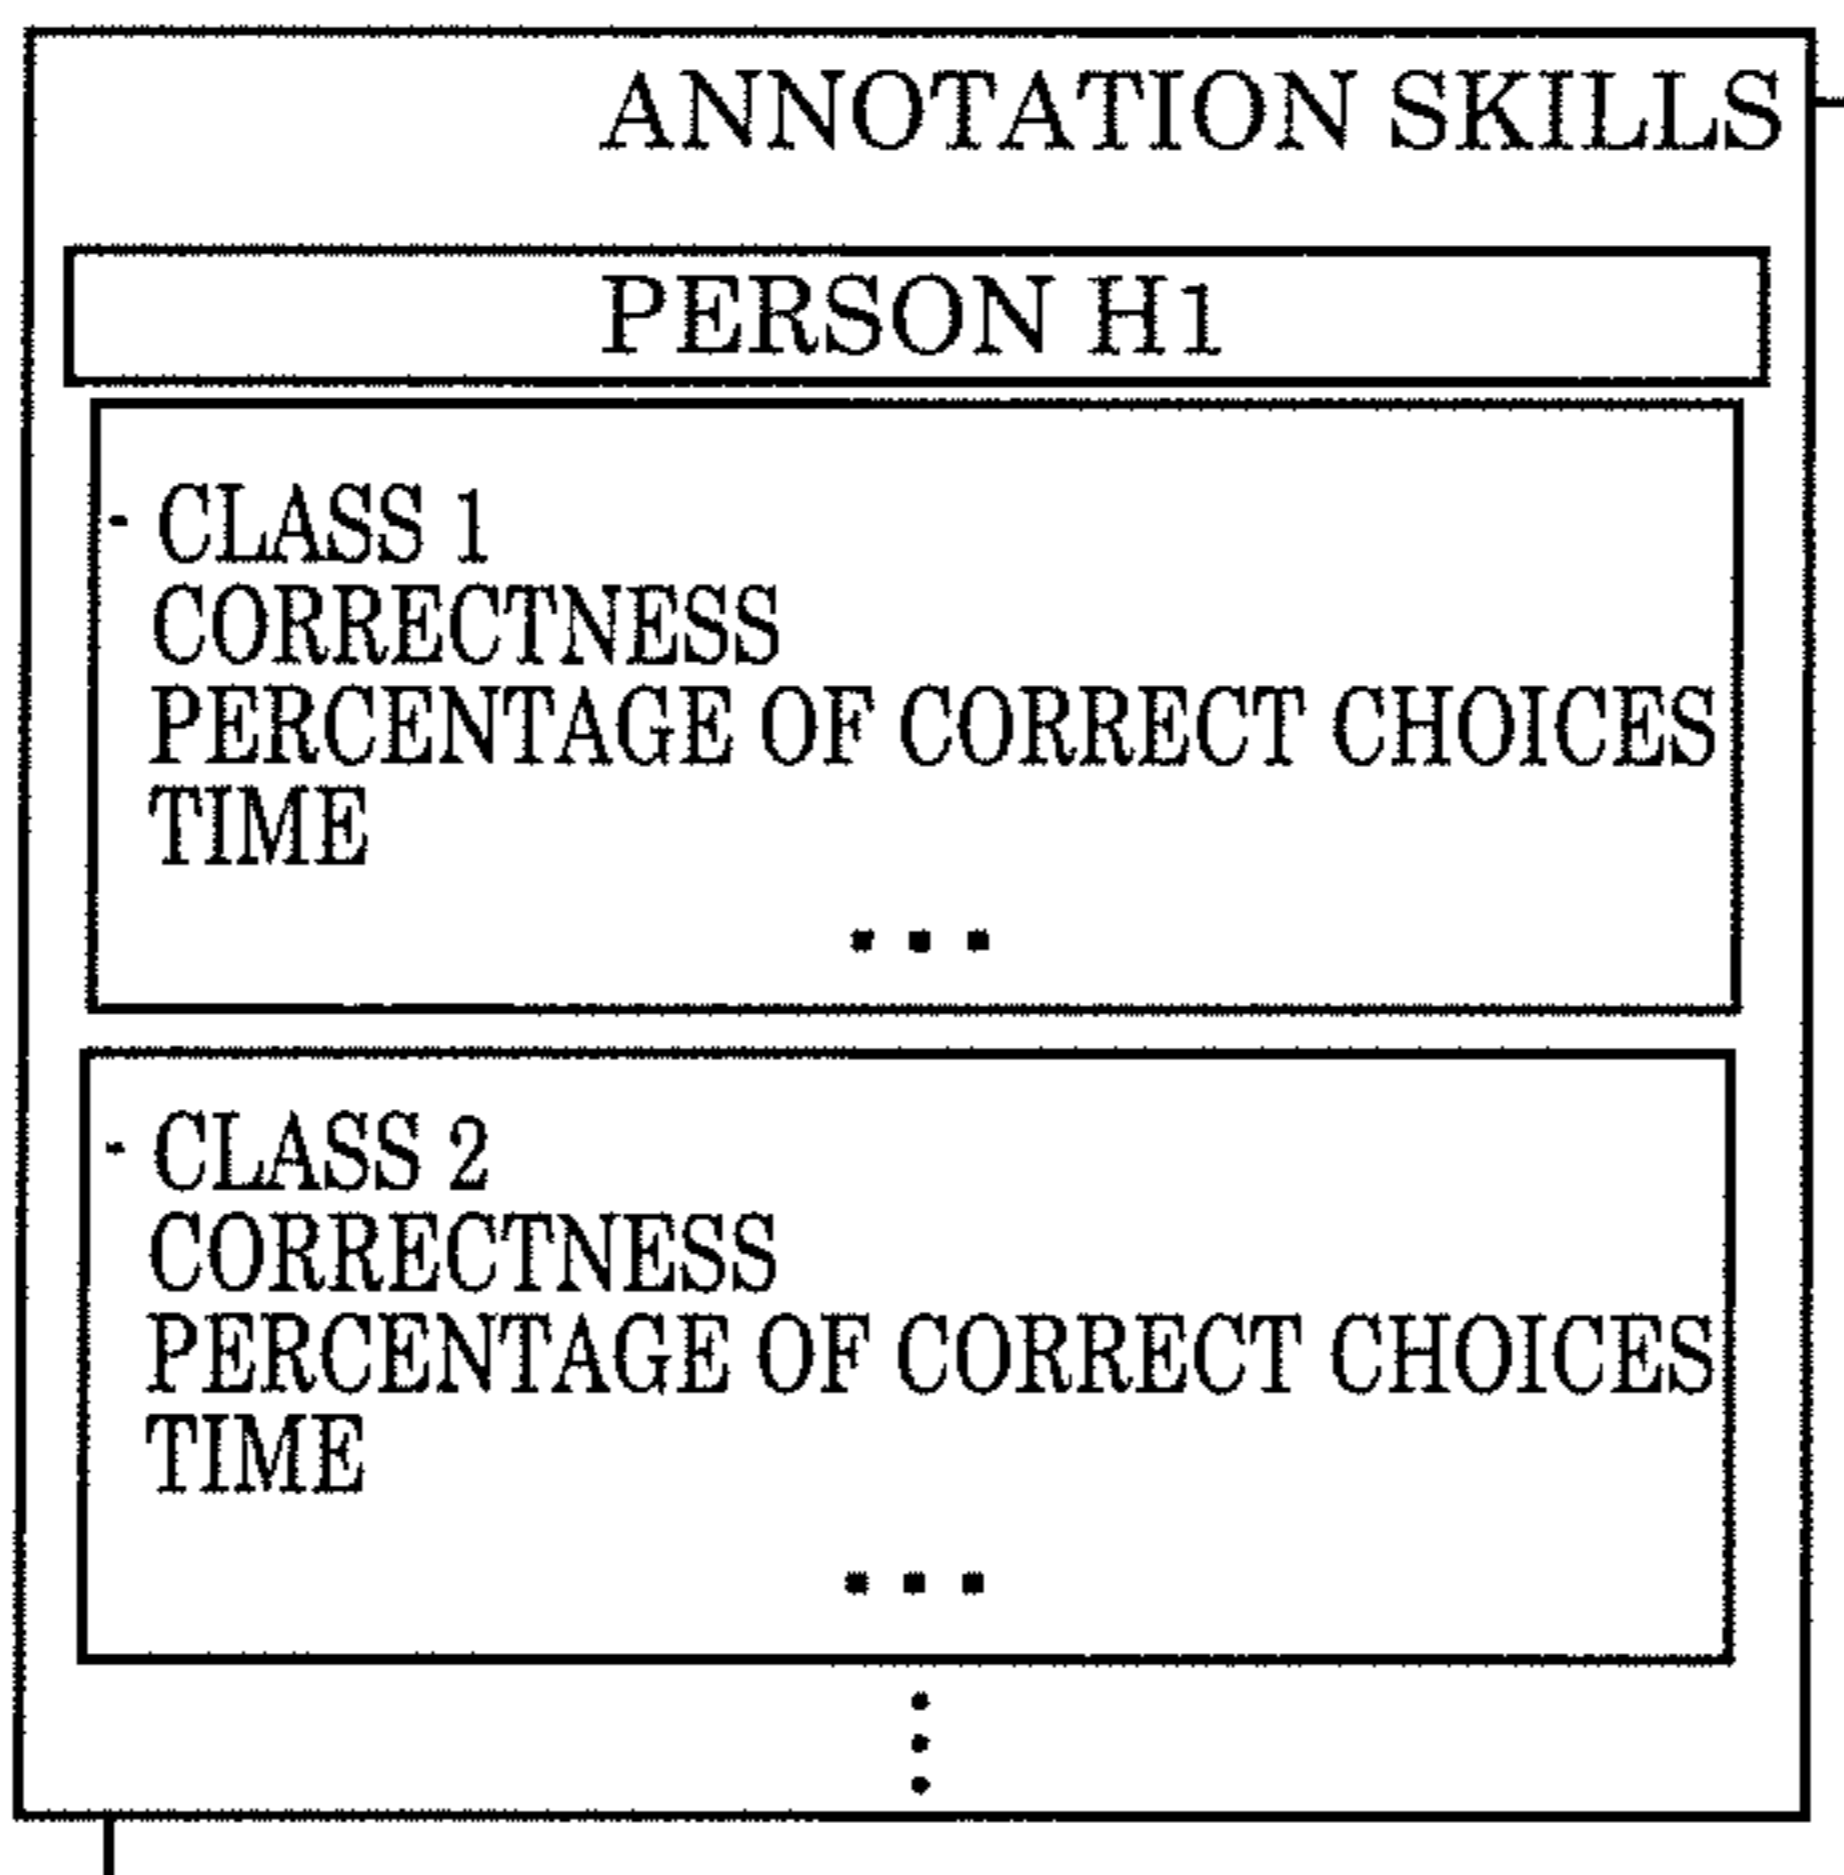 ANNOTATION SKILLS
PERSON H1
- CLASS 1
CORRECTNESS
PERCENTAGE OF CORRECT CHOICES
TIME
...
- CLASS 2
CORRECTNESS
PERCENTAGE OF CORRECT CHOICES
TIME
...